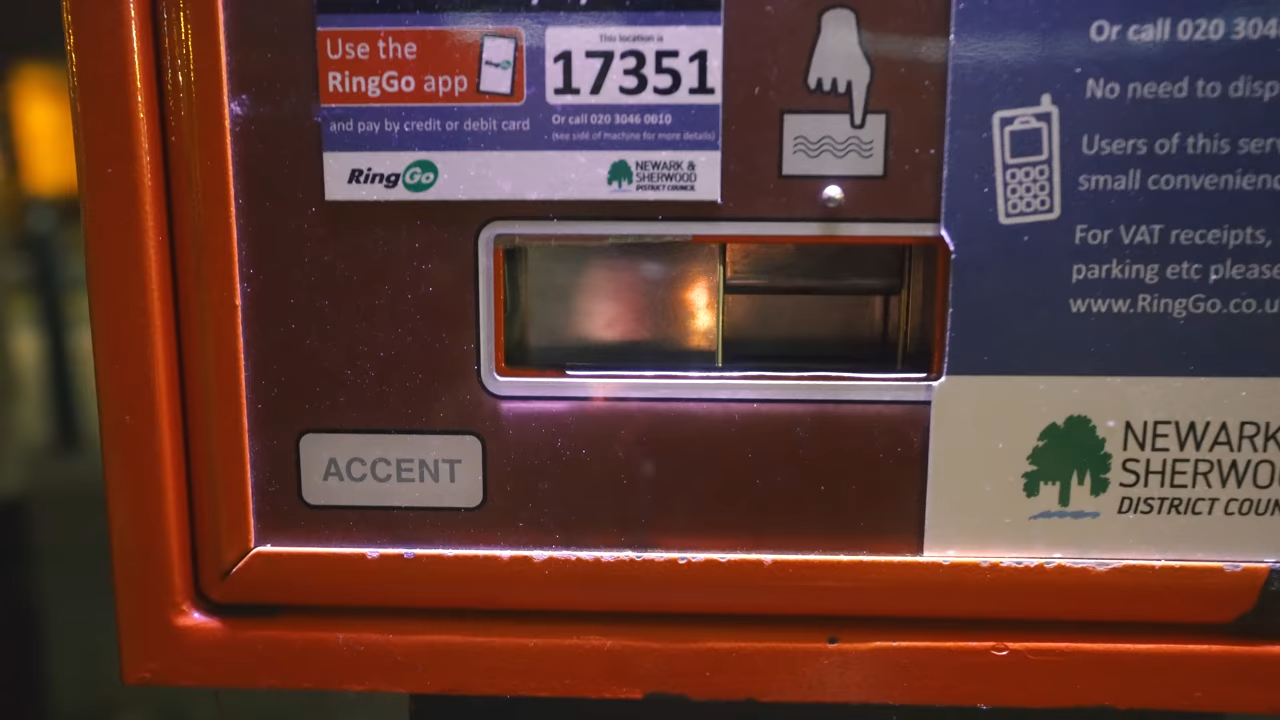 Use the
RingGo app
RingGo
and pay by credit or debit card
This location is
17351
Or call 020 3046 0010
(see side of machine for more details)
RingGo
NEWARK &
SHERWOOD
DISTRICT COUNCIL
ACCENT
Or call 020 304
No need to disp
Users of this ser
small convenienc
For VAT receipts,
parking etc please
www.RingGo.co.u
NEWARK
SHERWO
DISTRICT COUN